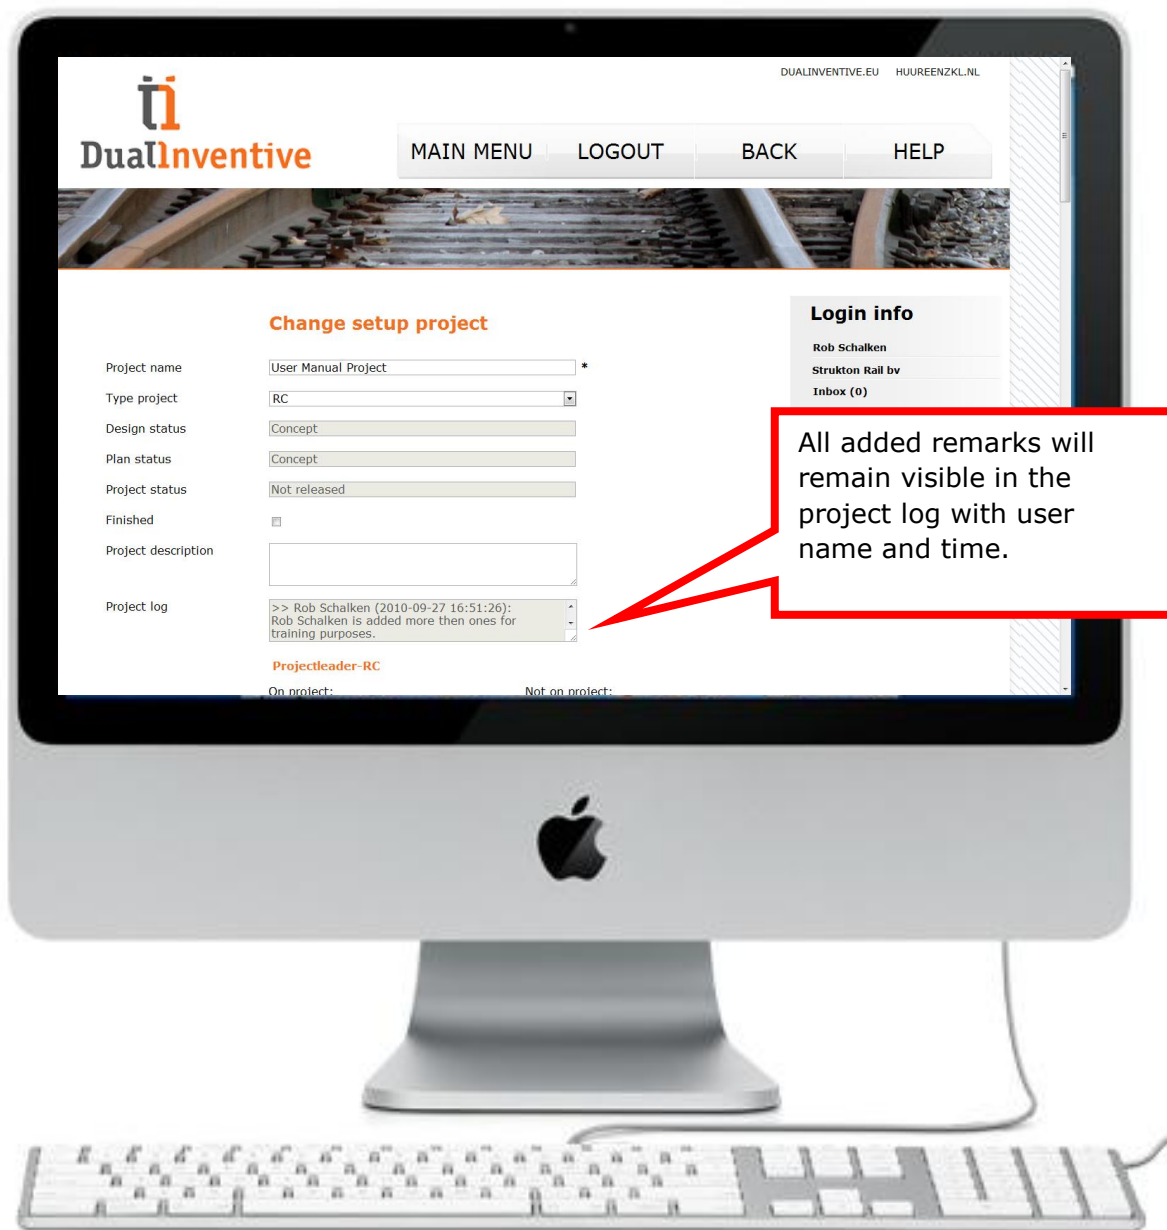 DUALINVENTIVE.EU HUUREENZKL.NL
DualInventive
MAIN MENU LOGOUT BACK HELP
Change setup project
Login info
Rob Schalken
Strukton Rail bv
Inbox (0)
Project name User Manual Project *
Type project RC
Design status Concept
Plan status Concept
Project status Not released
Finished
Project description
Project log >> Rob Schalken (2010-09-27 16:51:26):
Rob Schalken is added more then ones for
training purposes.
Projectleader-RC
On project: Not on project:
All added remarks will
remain visible in the
project log with user
name and time.